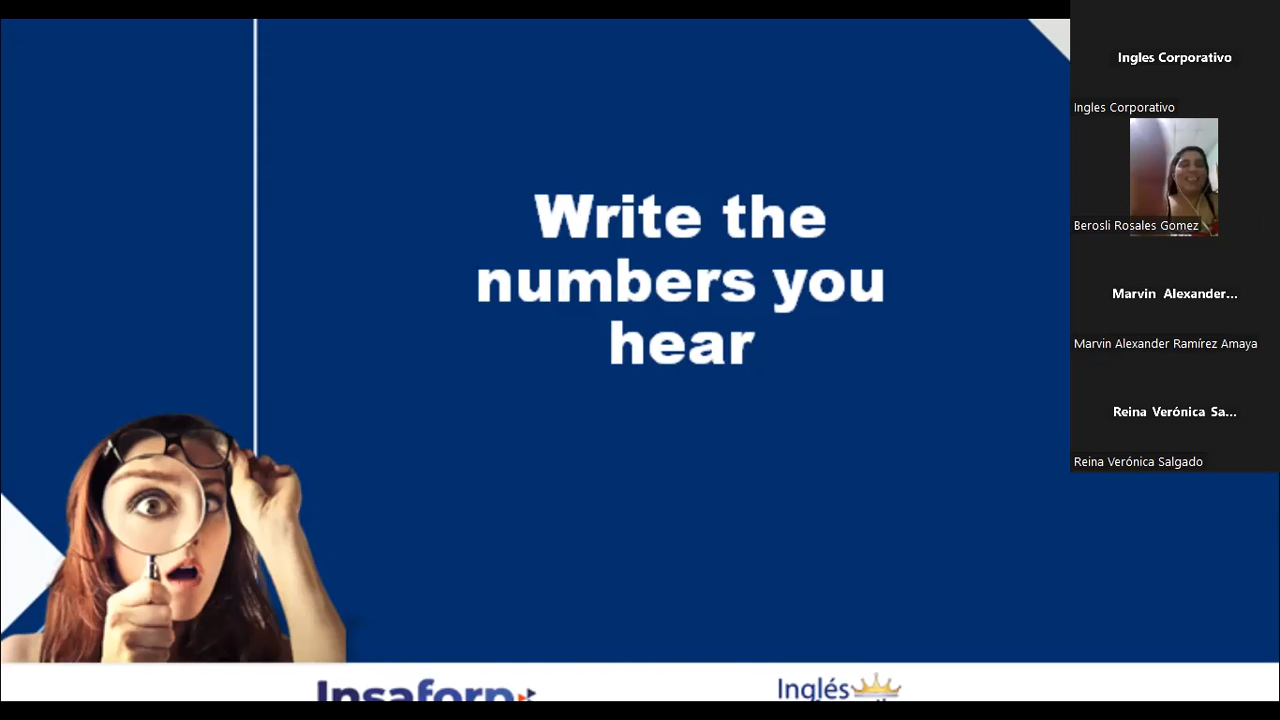 Write the
numbers you
hear
Insaforp
Inglés
Ingles Corporativo
Ingles Corporativo
Berosli Rosales Gomez
Marvin Alexander...
Marvin Alexander Ramírez Amaya
Reina Verónica Sa...
Reina Verónica Salgado